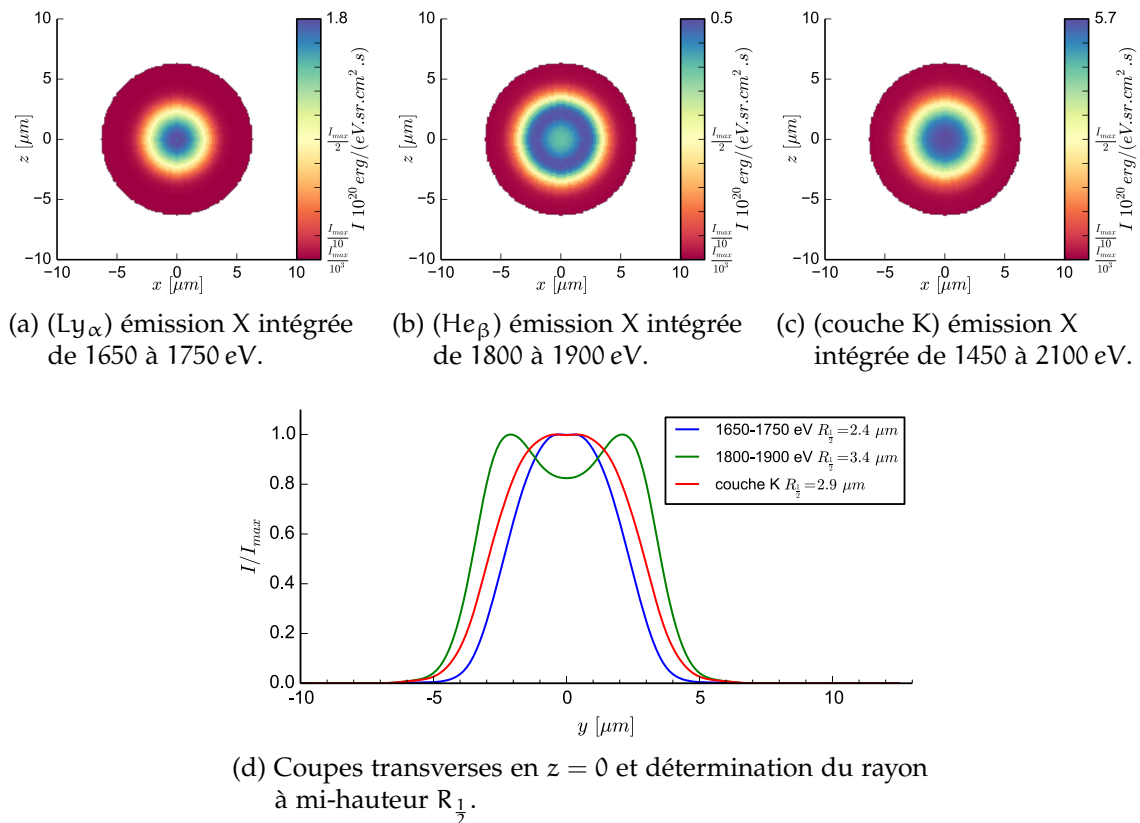 10
5
0
−5
−10
z [μm]
−10 −5 0 5 10
x [μm]
1.8
I_max/2
I_max/10
I_max/10^3
I 10^20 erg/(eV.sr.cm^2.s)
10
5
0
−5
−10
z [μm]
−10 −5 0 5 10
x [μm]
0.5
I_max/2
I_max/10
I_max/10^3
I 10^20 erg/(eV.sr.cm^2.s)
10
5
0
−5
−10
z [μm]
−10 −5 0 5 10
x [μm]
5.7
I_max/2
I_max/10
I_max/10^3
I 10^20 erg/(eV.sr.cm^2.s)
(a) (Ly_α) émission X intégrée
de 1650 à 1750 eV.
(b) (He_β) émission X intégrée
de 1800 à 1900 eV.
(c) (couche K) émission X
intégrée de 1450 à 2100 eV.
1650-1750 eV R_1/2=2.4 μm
1800-1900 eV R_1/2=3.4 μm
couche K R_1/2=2.9 μm
1.0
0.8
0.6
0.4
0.2
0.0
I/I_max
-10 -5 0 5 10
y [μm]
(d) Coupes transverses en z = 0 et détermination du rayon
à mi-hauteur R_1/2.